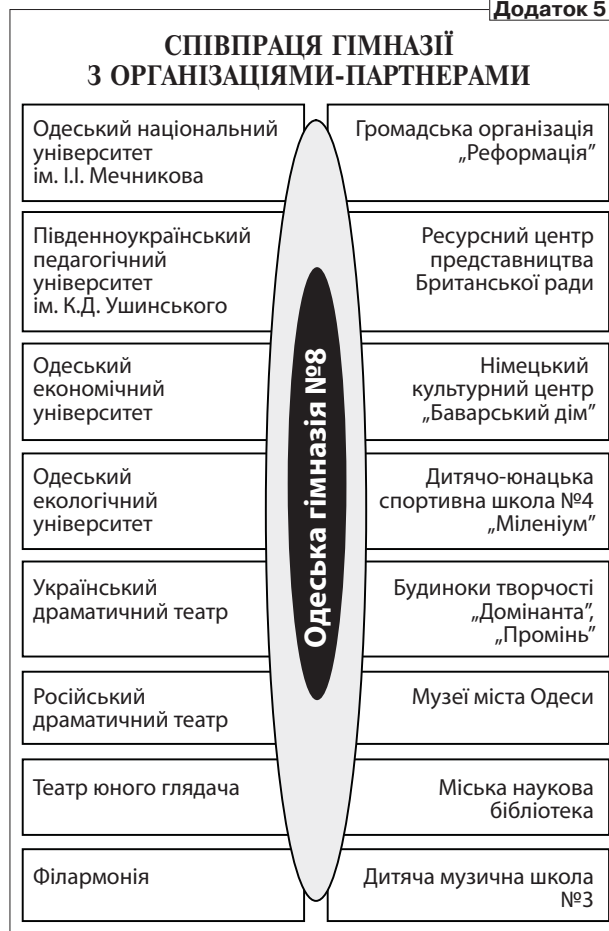 Додаток 5
СПІВПРАЦЯ ГІМНАЗІЇ
З ОРГАНІЗАЦІЯМИ-ПАРТНЕРАМИ
Одеський національний
університет
ім. І.І. Мечникова
Громадська організація
„Реформація”
Південноукраїнський
педагогічний
університет
ім. К.Д. Ушинського
Ресурсний центр
представництва
Британської ради
Одеський
економічний
університет
Німецький
культурний центр
„Баварський дім”
Одеський
екологічний
університет
Дитячо-юнацька
спортивна школа №4
„Міленіум”
Український
драматичний театр
Будиноки творчості
„Домінанта”,
„Промінь”
Російський
драматичний театр
Музеї міста Одеси
Театр юного глядача
Міська наукова
бібліотека
Філармонія
Дитяча музична школа
№3
Одеська гімназія №8